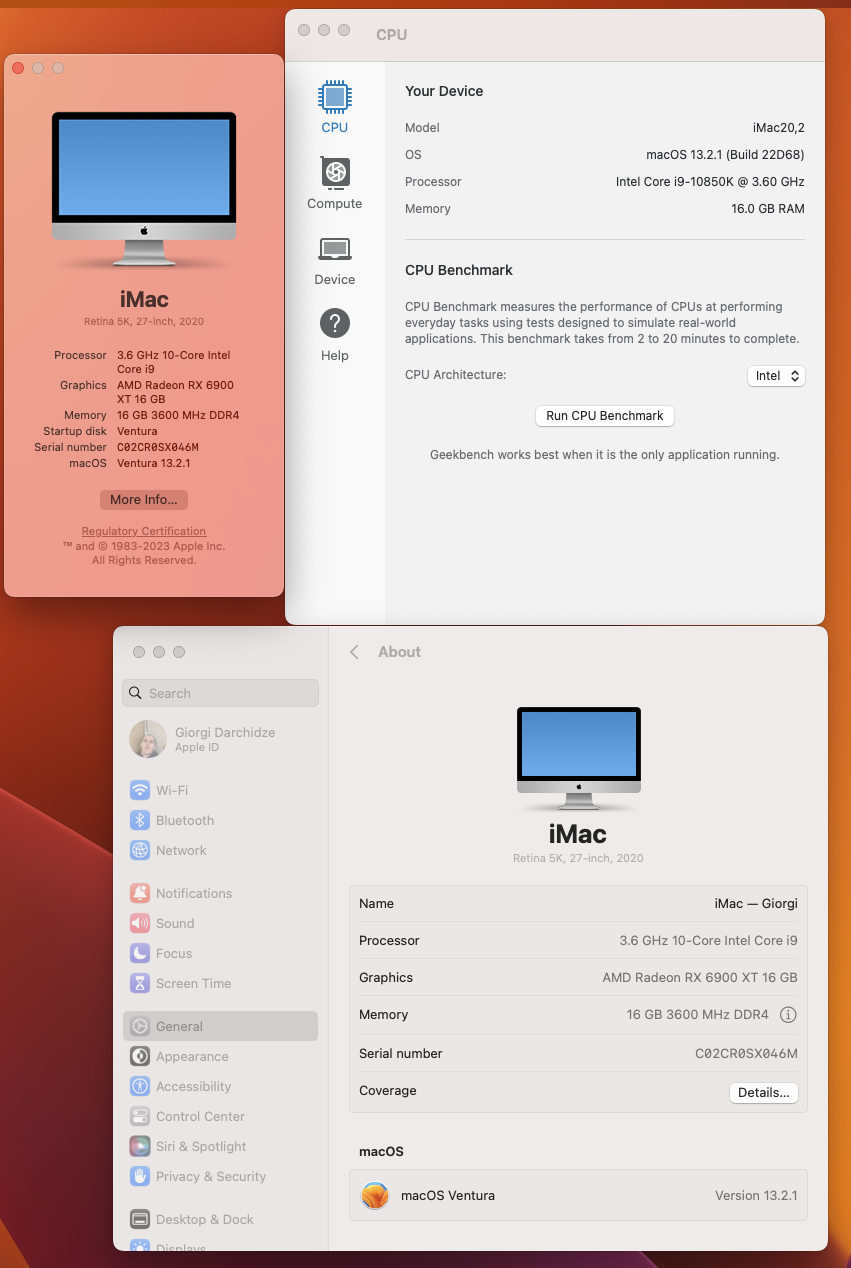 CPU
CPU
Compute
Device
Help
Your Device
Model iMac20,2
OS macOS 13.2.1 (Build 22D68)
Processor Intel Core i9-10850K @ 3.60 GHz
Memory 16.0 GB RAM
CPU Benchmark
CPU Benchmark measures the performance of CPUs at performing
everyday tasks using tests designed to simulate real-world
applications. This benchmark takes from 2 to 20 minutes to complete.
CPU Architecture: Intel
Run CPU Benchmark
Geekbench works best when it is the only application running.
iMac
Retina 5K, 27-inch, 2020
Processor 3.6 GHz 10-Core Intel
Core i9
Graphics AMD Radeon RX 6900
XT 16 GB
Memory 16 GB 3600 MHz DDR4
Startup disk Ventura
Serial number C02CR0SX046M
macOS Ventura 13.2.1
More Info...
Regulatory Certification
™ and © 1983-2023 Apple Inc.
All Rights Reserved.
Search
Giorgi Darchidze
Apple ID
Wi-Fi
Bluetooth
Network
Notifications
Sound
Focus
Screen Time
General
Appearance
Accessibility
Control Center
Siri & Spotlight
Privacy & Security
Desktop & Dock
Displays
About
iMac
Retina 5K, 27-inch, 2020
Name iMac — Giorgi
Processor 3.6 GHz 10-Core Intel Core i9
Graphics AMD Radeon RX 6900 XT 16 GB
Memory 16 GB 3600 MHz DDR4
Serial number C02CR0SX046M
Coverage Details...
macOS
macOS Ventura Version 13.2.1